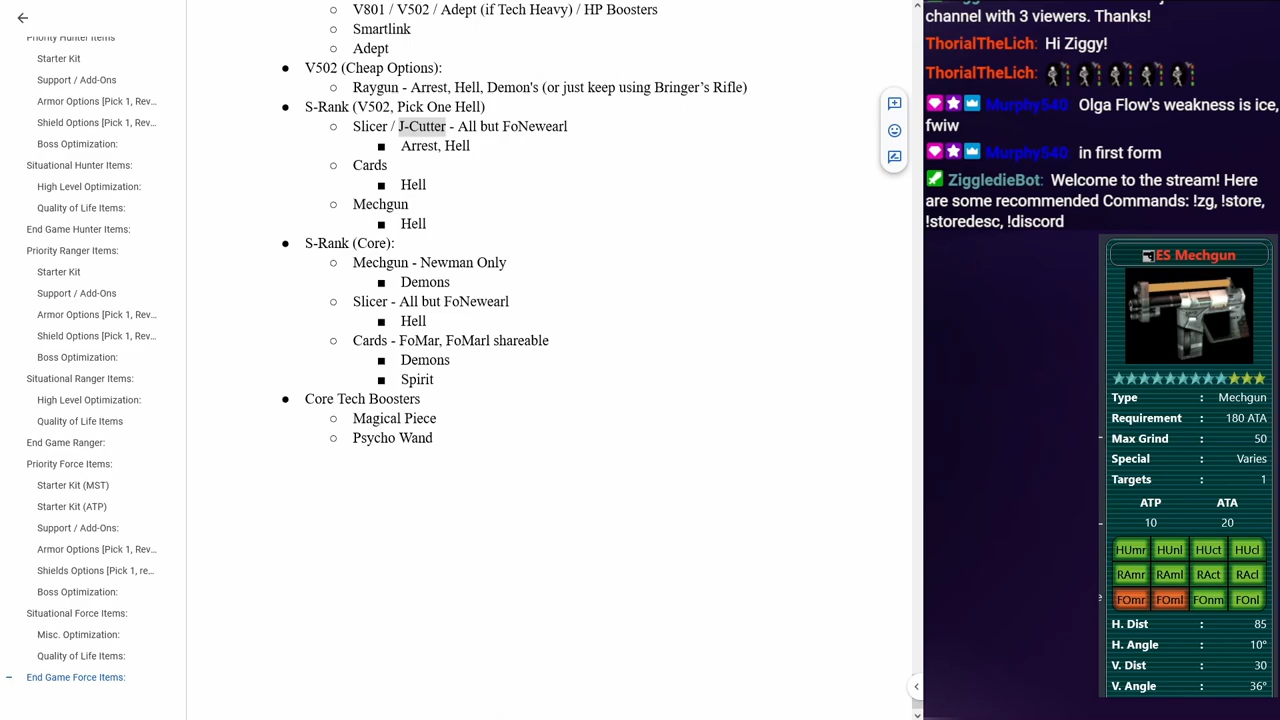 Priority Hunter Items
Starter Kit
Support / Add-Ons
Armor Options [Pick 1, Rev...
Shield Options [Pick 1, Rev...
Boss Optimization:
Situational Hunter Items:
High Level Optimization:
Quality of Life Items:
End Game Hunter Items:
Priority Ranger Items:
Starter Kit
Support / Add-Ons:
Armor Options [Pick 1, Rev...
Shield Options [Pick 1, Rev...
Boss Optimization:
Situational Ranger Items:
High Level Optimization:
Quality of Life Items
End Game Ranger:
Priority Force Items:
Starter Kit (MST)
Starter Kit (ATP)
Support / Add-Ons:
Armor Options [Pick 1, Rev...
Shields Options [Pick 1, re...
Boss Optimization:
Situational Force Items:
Misc. Optimization:
Quality of Life Items:
End Game Force Items:
V801 / V502 / Adept (if Tech Heavy) / HP Boosters
Smartlink
Adept
V502 (Cheap Options):
Raygun - Arrest, Hell, Demon's (or just keep using Bringer's Rifle)
S-Rank (V502, Pick One Hell)
Slicer / J-Cutter - All but FoNewearl
Arrest, Hell
Cards
Hell
Mechgun
Hell
S-Rank (Core):
Mechgun - Newman Only
Demons
Slicer - All but FoNewearl
Hell
Cards - FoMar, FoMarl shareable
Demons
Spirit
Core Tech Boosters
Magical Piece
Psycho Wand
channel with 3 viewers. Thanks!
ThorialTheLich: Hi Ziggy!
ThorialTheLich:
Murphy540: Olga Flow's weakness is ice,
fwiw
Murphy540: in first form
ZiggledieBot: Welcome to the stream! Here
are some recommended Commands: !zg, !store,
!storedesc, !discord
ES Mechgun
Type : Mechgun
Requirement : 180 ATA
Max Grind : 50
Special : Varies
Targets : 1
ATP ATA
10 20
HUmr HUnl HUct HUcl
RAmr RAml RAct RAcl
FOmr FOml FOnm FOnl
H. Dist : 85
H. Angle : 10°
V. Dist : 30
V. Angle : 36°